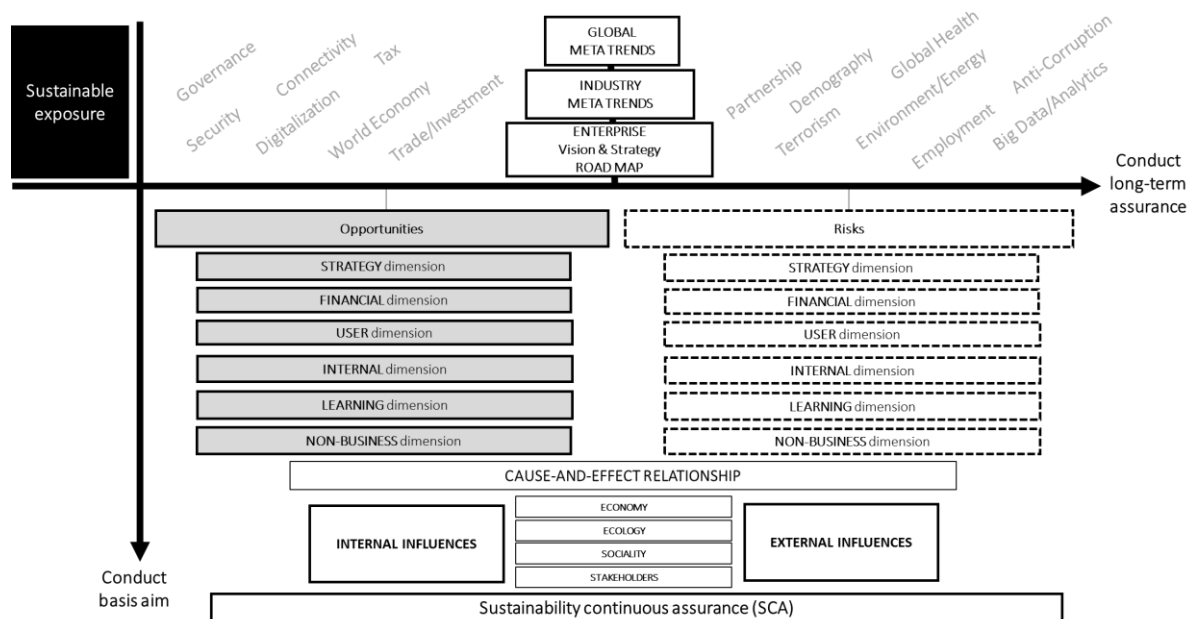 Sustainable
exposure
Governance
Connectivity
Tax
Security
Digitalization
World Economy
Trade/Investment
GLOBAL
META TRENDS
INDUSTRY
META TRENDS
ENTERPRISE
Vision & Strategy
ROAD MAP
Partnership
Demography
Global Health
Anti-Corruption
Terrorism
Environment/Energy
Employment
Big Data/Analytics
Conduct
long-term
assurance
Opportunities
STRATEGY dimension
FINANCIAL dimension
USER dimension
INTERNAL dimension
LEARNING dimension
NON-BUSINESS dimension
Risks
STRATEGY dimension
FINANCIAL dimension
USER dimension
INTERNAL dimension
LEARNING dimension
NON-BUSINESS dimension
CAUSE-AND-EFFECT RELATIONSHIP
INTERNAL INFLUENCES
ECONOMY
ECOLOGY
SOCIALITY
STAKEHOLDERS
EXTERNAL INFLUENCES
Conduct
basis aim
Sustainability continuous assurance (SCA)